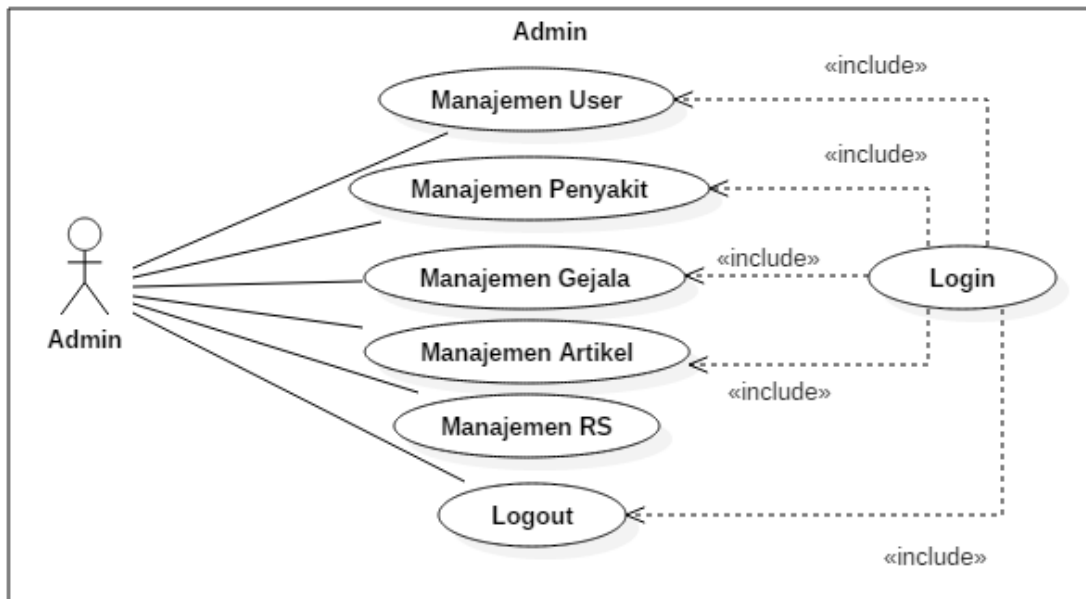 Admin
«include»
Manajemen User
«include»
Manajemen Penyakit
«include»
Manajemen Gejala
Login
Admin
Manajemen Artikel
«include»
Manajemen RS
Logout
«include»